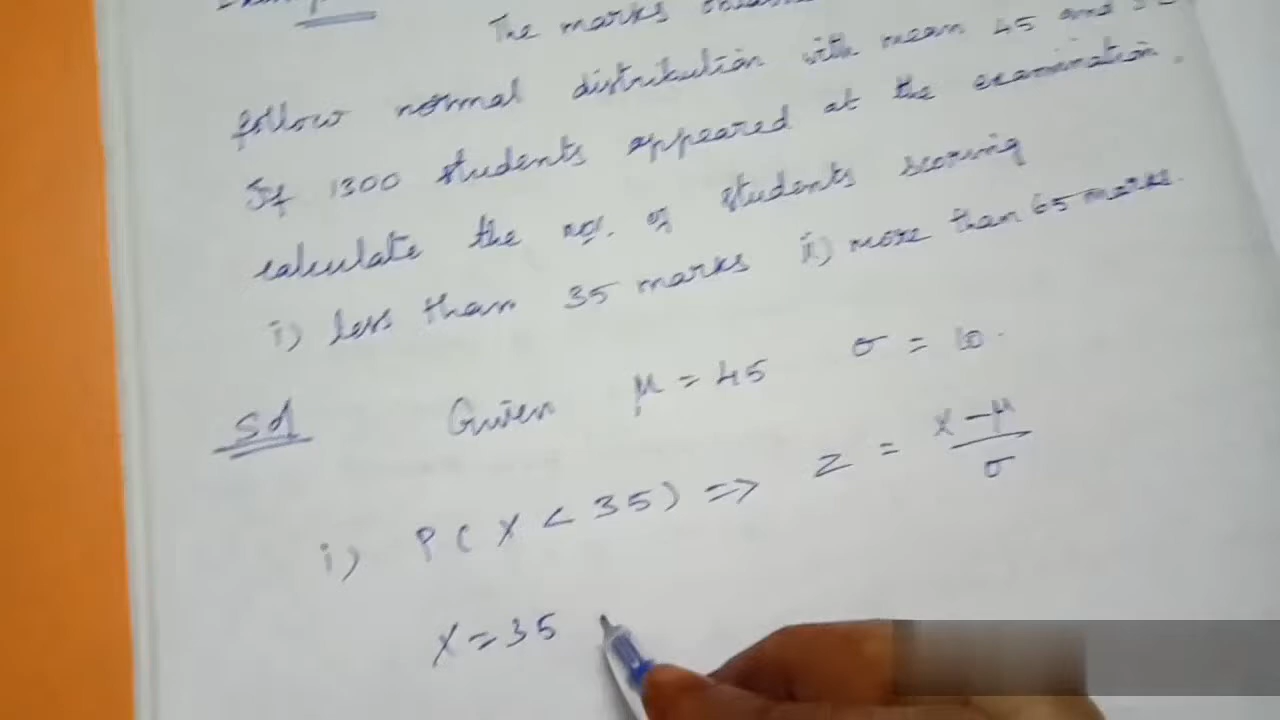 The marks
follow normal distribution with mean 45 and
If 1300 students appeared at the examination.
calculate the no. of students scoring
i) less than 35 marks ii) more than 65 marks.
Sol Given μ = 45 σ = 10.
i) P(X < 35) => Z = X - μ / σ
X = 35